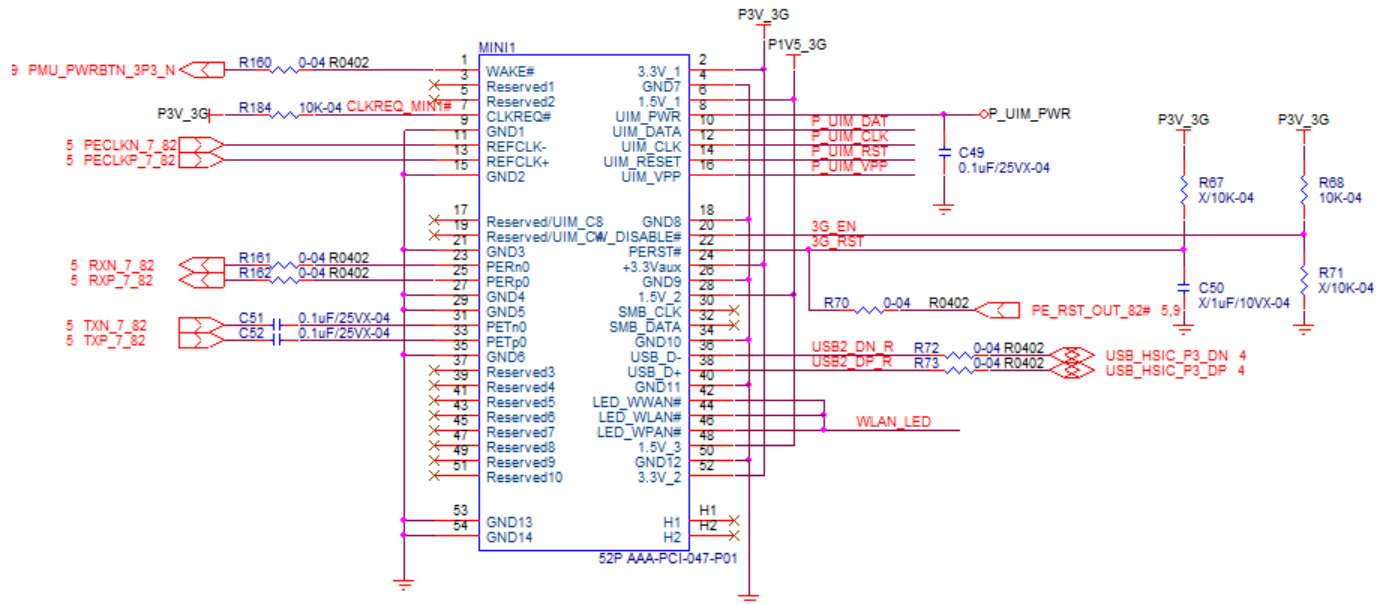 P3V_3G
P1V5_3G
MINI1
9 PMU_PWRBTN_3P3_N R160 0-04 R0402 1 WAKE# 3.3V_1 2
3 Reserved1 GND7 4
5 Reserved2 1.5V_1 6
P3V_3G R184 10K-04 CLKREQ_MINI1# 7 CLKREQ# UIM_PWR 8 P_UIM_PWR
9 GND1 UIM_DATA 10 P_UIM_DAT
5 PECLKN_7_82 11 REFCLK- UIM_CLK 12 P_UIM_CLK
5 PECLKP_7_82 13 REFCLK+ UIM_RESET 14 P_UIM_RST
15 GND2 UIM_VPP 16 P_UIM_VPP
C49
0.1uF/25VX-04
P3V_3G P3V_3G
R67
X/10K-04
R68
10K-04
17 Reserved/UIM_C8 GND8 18
19 Reserved/UIM_C4 W_DISABLE# 20 3G_EN
21 GND3 PERST# 22 3G_RST
5 RXN_7_82 R161 0-04 R0402 23 PERn0 +3.3Vaux 24
5 RXP_7_82 R162 0-04 R0402 25 PERp0 GND9 26
27 GND4 1.5V_2 28
29 GND5 SMB_CLK 30
5 TXN_7_82 C51 0.1uF/25VX-04 31 PETn0 SMB_DATA 32
5 TXP_7_82 C52 0.1uF/25VX-04 33 PETp0 GND10 34
C50
X/1uF/10VX-04
R71
X/10K-04
R70 0-04 R0402 PE_RST_OUT_82# 5,9
35 GND6 USB_D- 36 USB2_DN_R R72 0-04 R0402 USB_HSIC_P3_DN 4
37 Reserved3 USB_D+ 38 USB2_DP_R R73 0-04 R0402 USB_HSIC_P3_DP 4
39 Reserved4 GND11 40
41 Reserved5 LED_WWAN# 42
43 Reserved6 LED_WLAN# 44
45 Reserved7 LED_WPAN# 46 WLAN_LED
47 Reserved8 1.5V_3 48
49 Reserved9 GND12 50
51 Reserved10 3.3V_2 52
53 GND13 H1 H1
54 GND14 H2 H2
52P AAA-PCI-047-P01